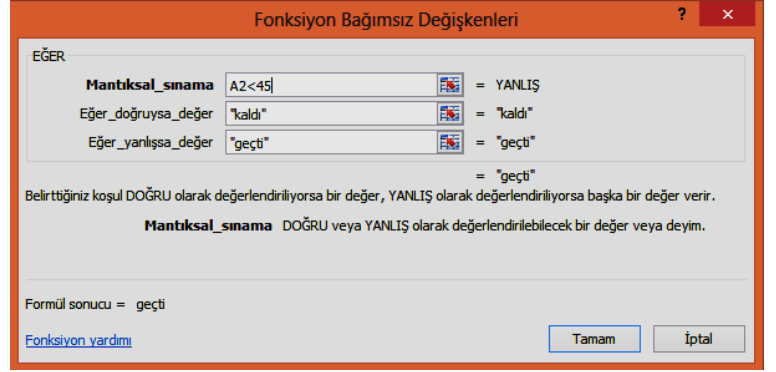 Fonksiyon Bağımsız Değişkenleri ? ×
EĞER
Mantıksal_sınama A2<45 = YANLIŞ
Eğer_doğruysa_değer "kaldı" = "kaldı"
Eğer_yanlışsa_değer "geçti" = "geçti"
= "geçti"
Belirttiğiniz koşul DOĞRU olarak değerlendiriliyorsa bir değer, YANLIŞ olarak değerlendiriliyorsa başka bir değer verir.
Mantıksal_sınama DOĞRU veya YANLIŞ olarak değerlendirilebilecek bir değer veya deyim.
Formül sonucu = geçti
Fonksiyon yardımı Tamam İptal